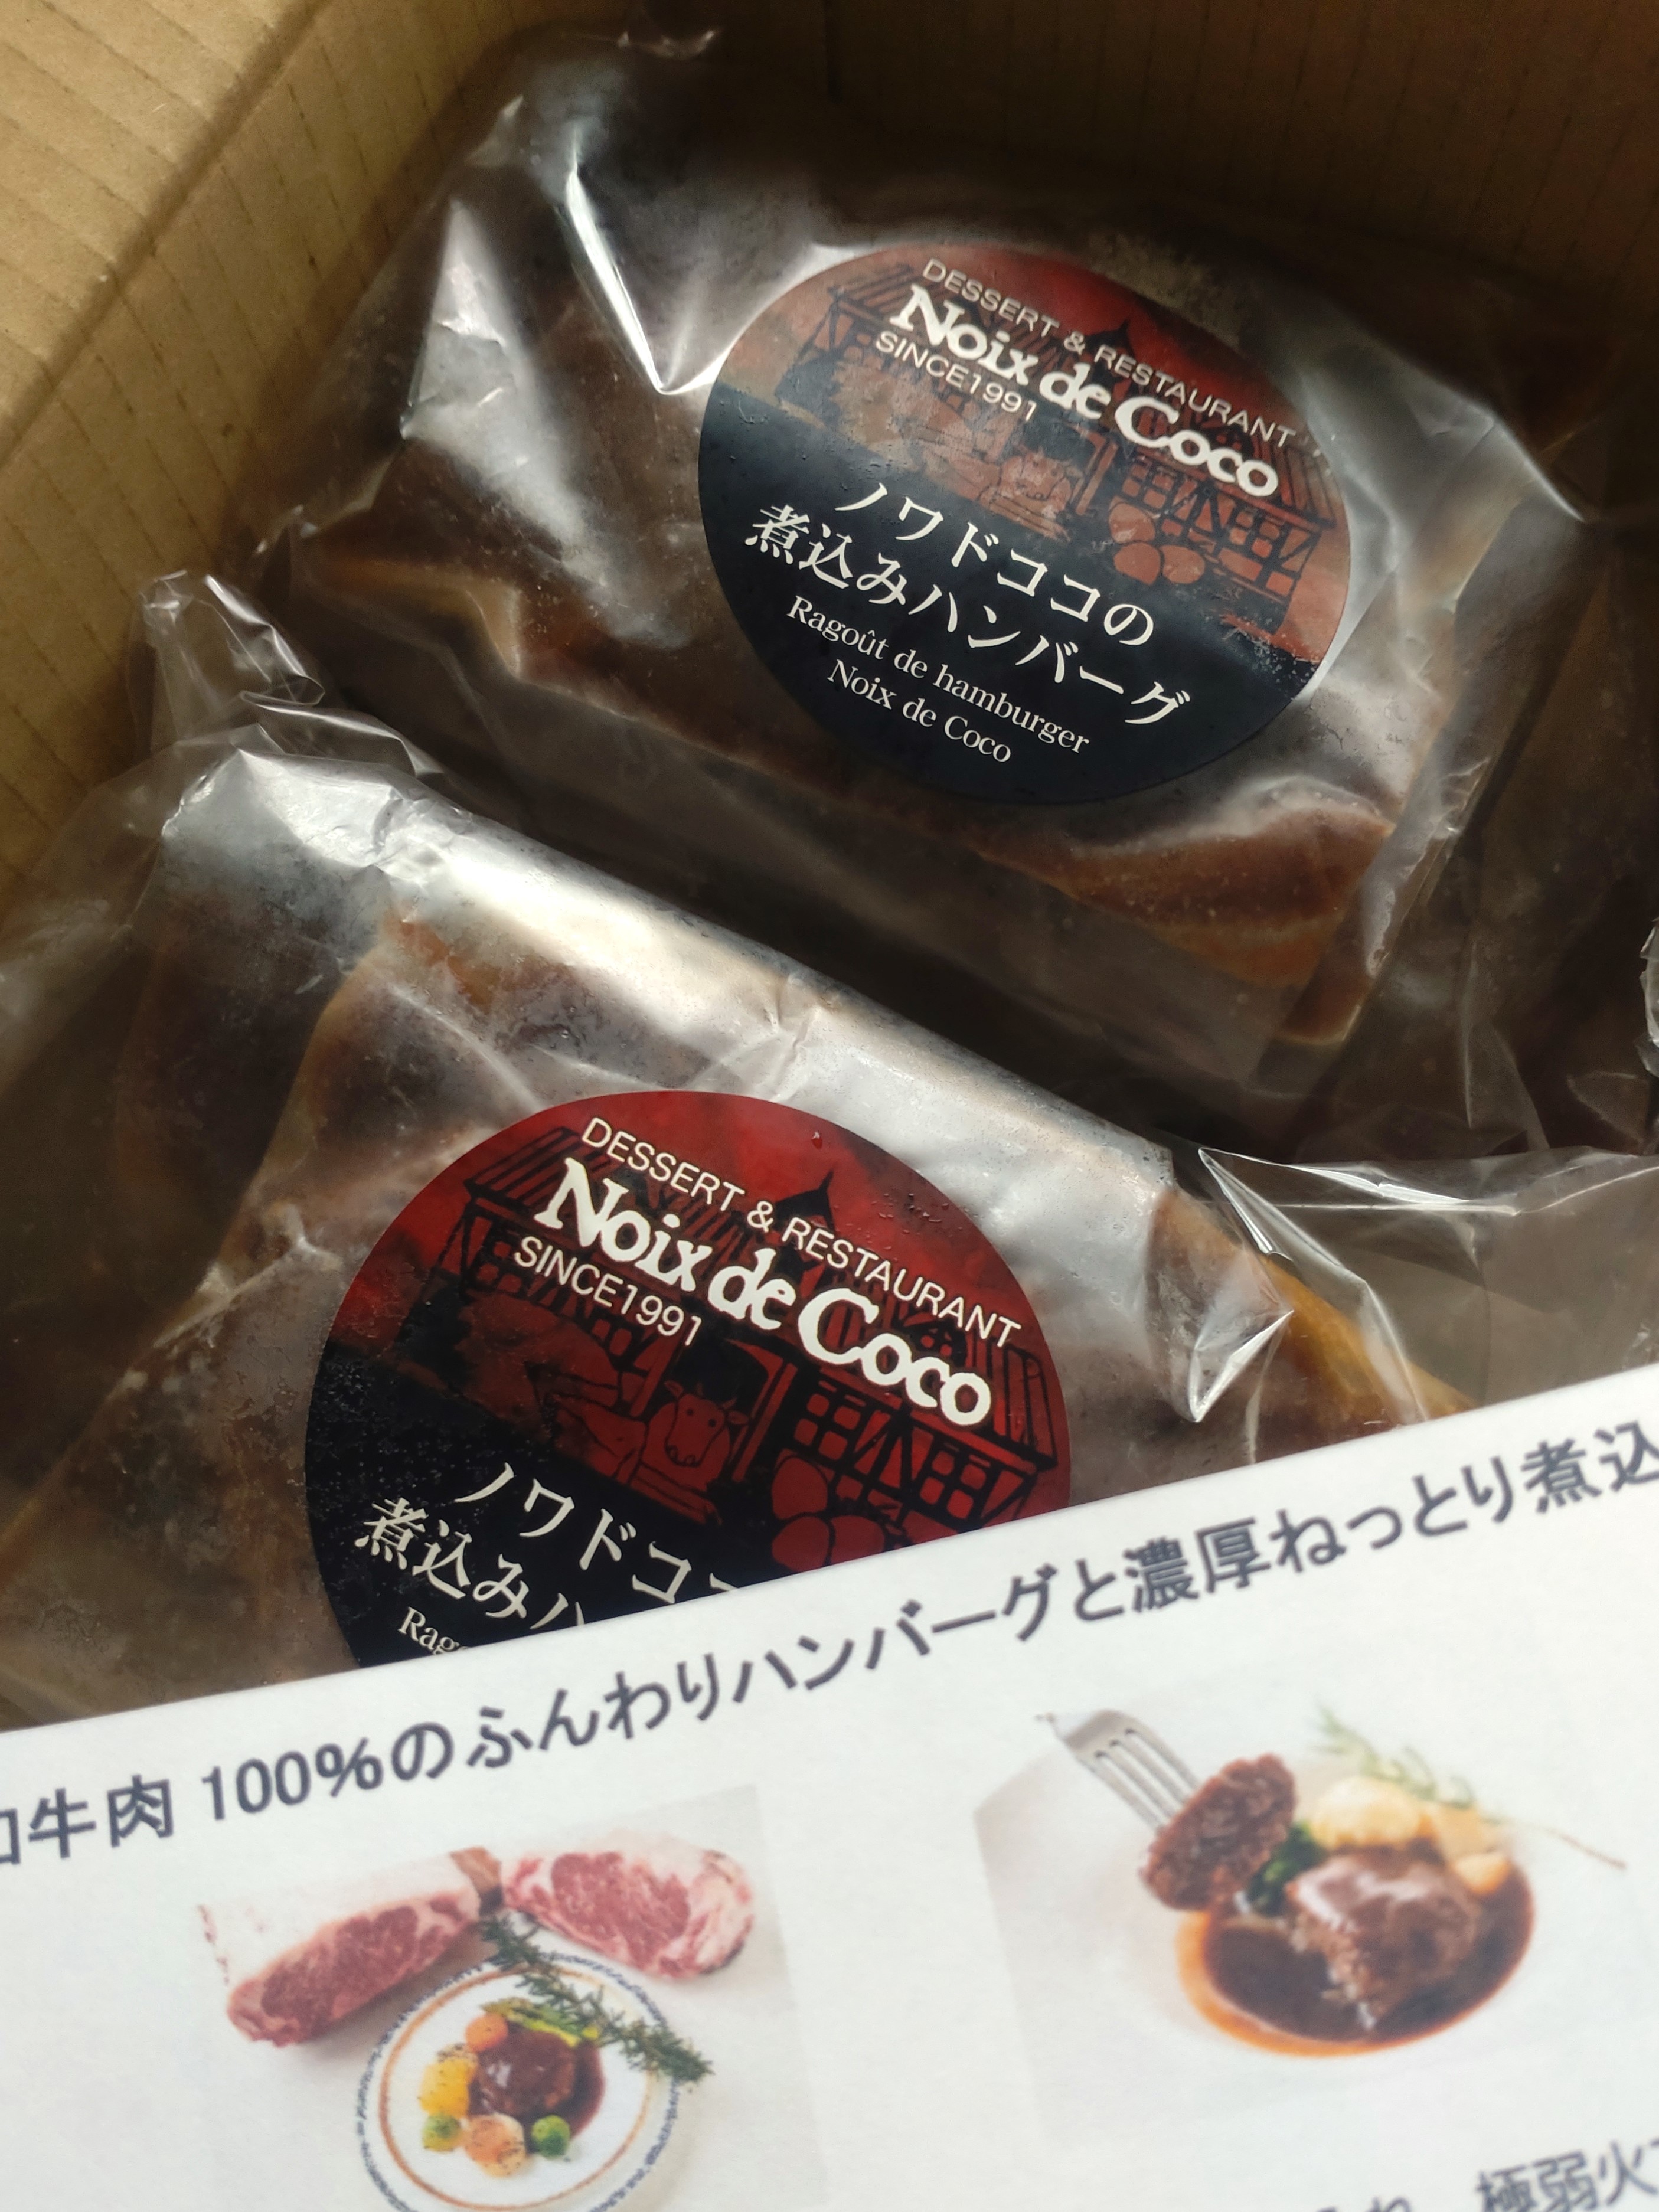 DESSERT & RESTAURANT
Noix de Coco
SINCE1991
ノワドココの
煮込みハンバーグ
Ragoût de hamburger
Noix de Coco
DESSERT & RESTAURANT
Noix de Coco
SINCE1991
ノワドココ
煮込みハン
Rag
牛肉 100%のふんわりハンバーグと濃厚ねっとり煮込
極弱火